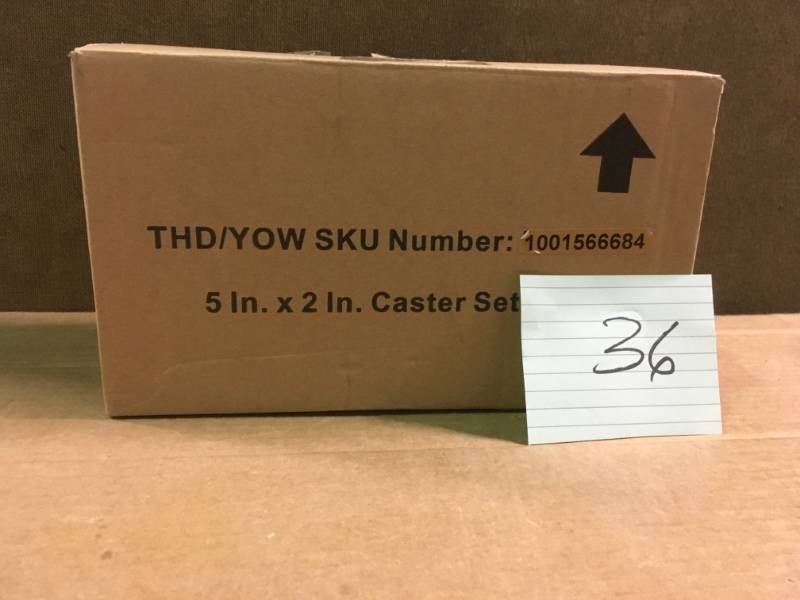 THD/YOW SKU Number: 1001566684
5 In. x 2 In. Caster Set
36